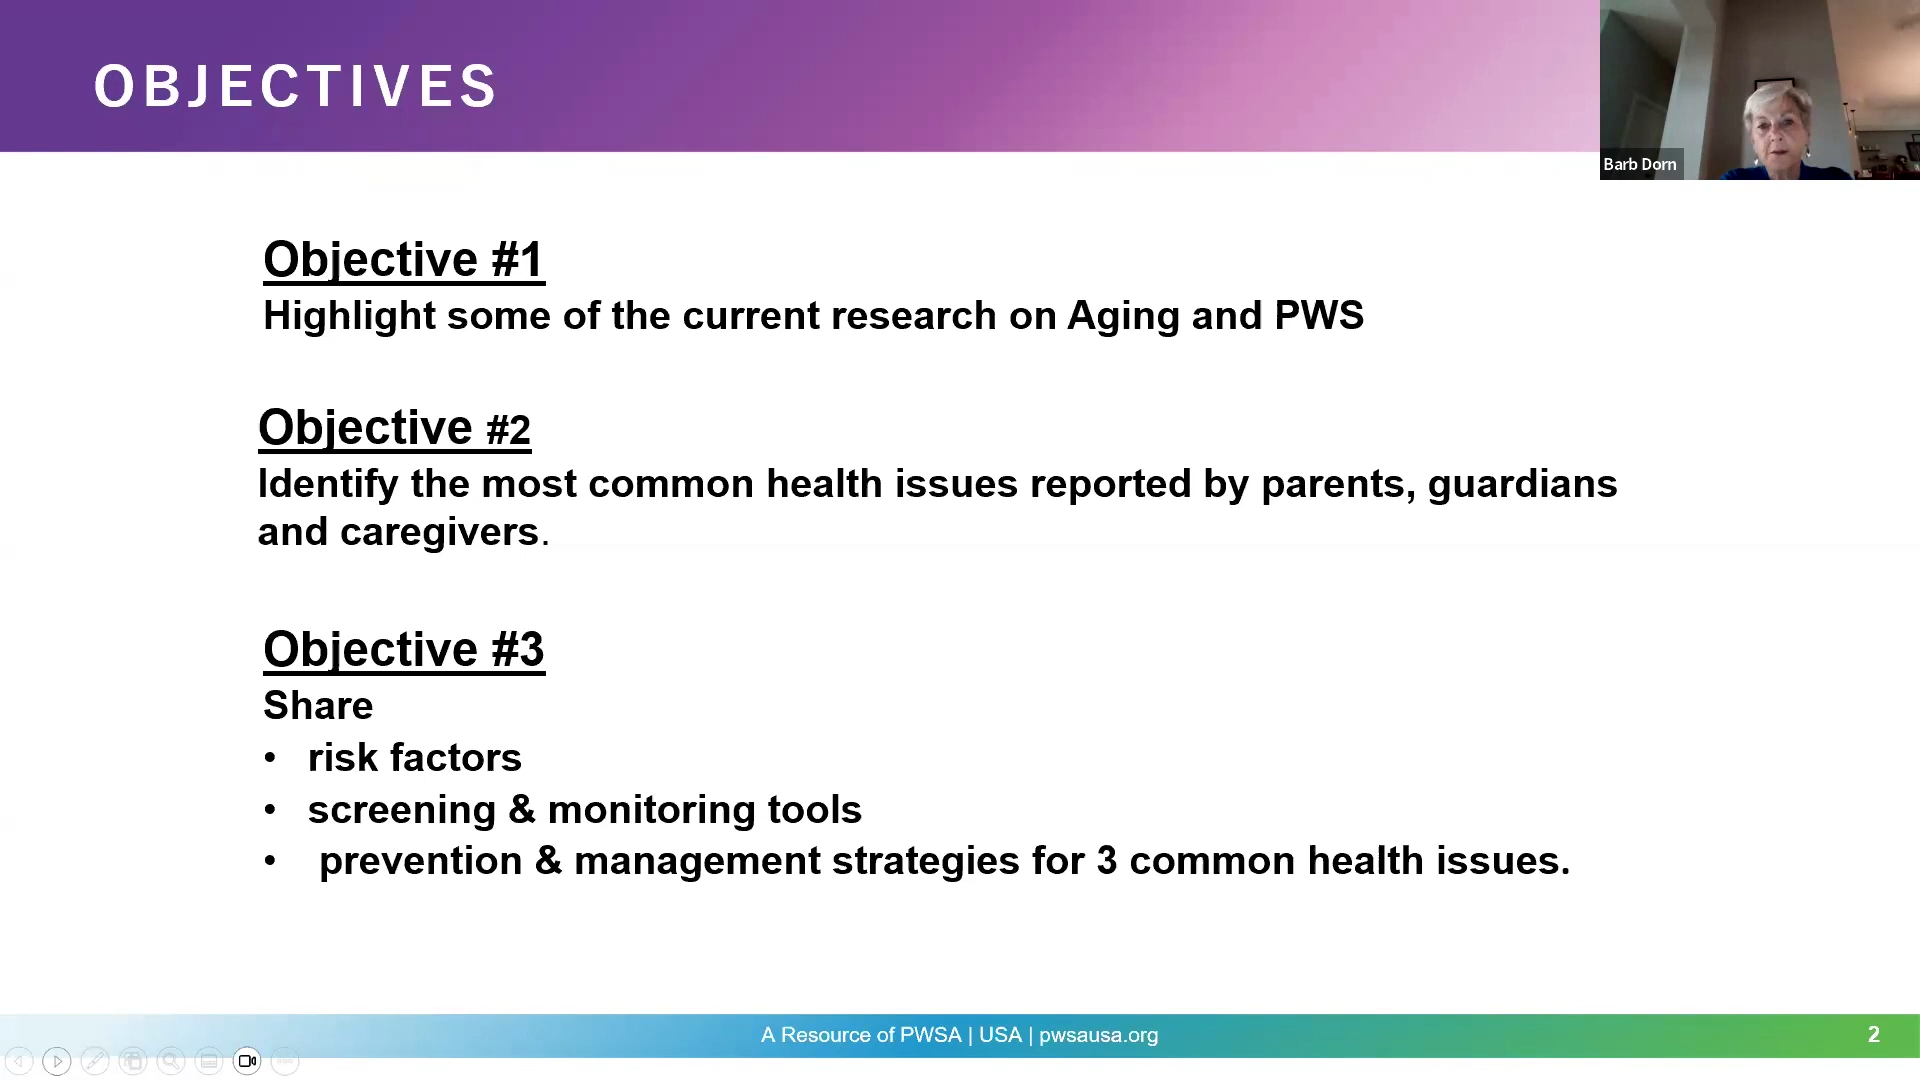 OBJECTIVES
Barb Dorn
Objective #1
Highlight some of the current research on Aging and PWS
Objective #2
Identify the most common health issues reported by parents, guardians
and caregivers.
Objective #3
Share
• risk factors
• screening & monitoring tools
• prevention & management strategies for 3 common health issues.
A Resource of PWSA | USA | pwsausa.org
2